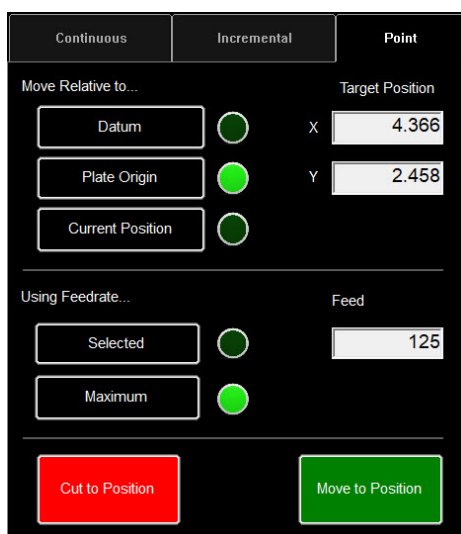 Continuous Incremental Point
Move Relative to... Target Position
Datum X 4.366
Plate Origin Y 2.458
Current Position
Using Feedrate... Feed
Selected 125
Maximum
Cut to Position Move to Position